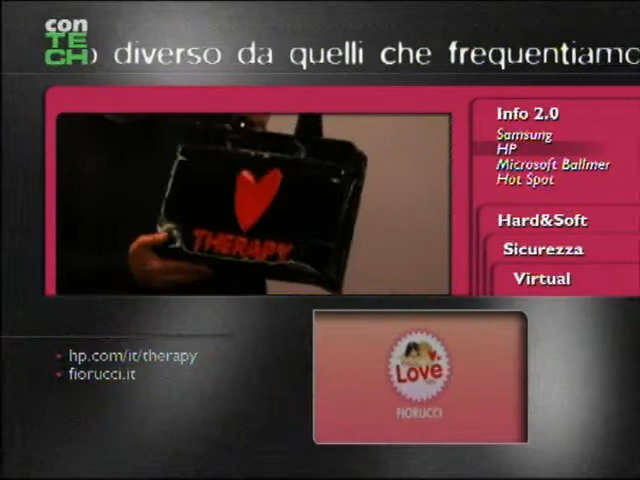 con
TE
CH
o diverso da quelli che frequentiamo
Info 2.0
Samsung
HP
Microsoft Ballmer
Hot Spot
THERAPY
Hard&Soft
Sicurezza
Virtual
• hp.com/it/therapy
• fiorucci.it
Love
FIORUCCI